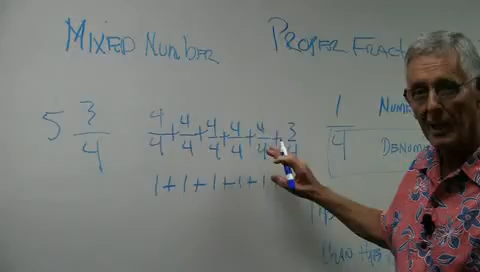 Mixed Number
Proper Fract
5 3/4
4/4 + 4/4 + 4/4 + 4/4 + 4/4 + 3/4
1 + 1 + 1 + 1 + 1
1/4
Nume
Denom